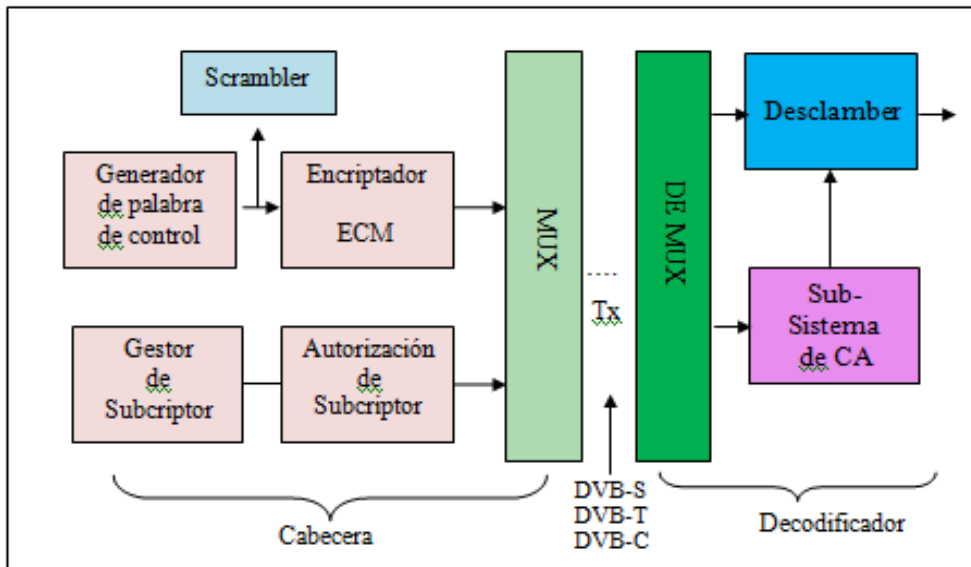 Scrambler
Generador
de palabra
de control
Encriptador
ECM
Gestor
de
Subcriptor
Autorización
de
Subcriptor
MUX
Tx
DE MUX
Desclamber
Sub-
Sistema
de CA
Cabecera
DVB-S
DVB-T
DVB-C
Decodificador